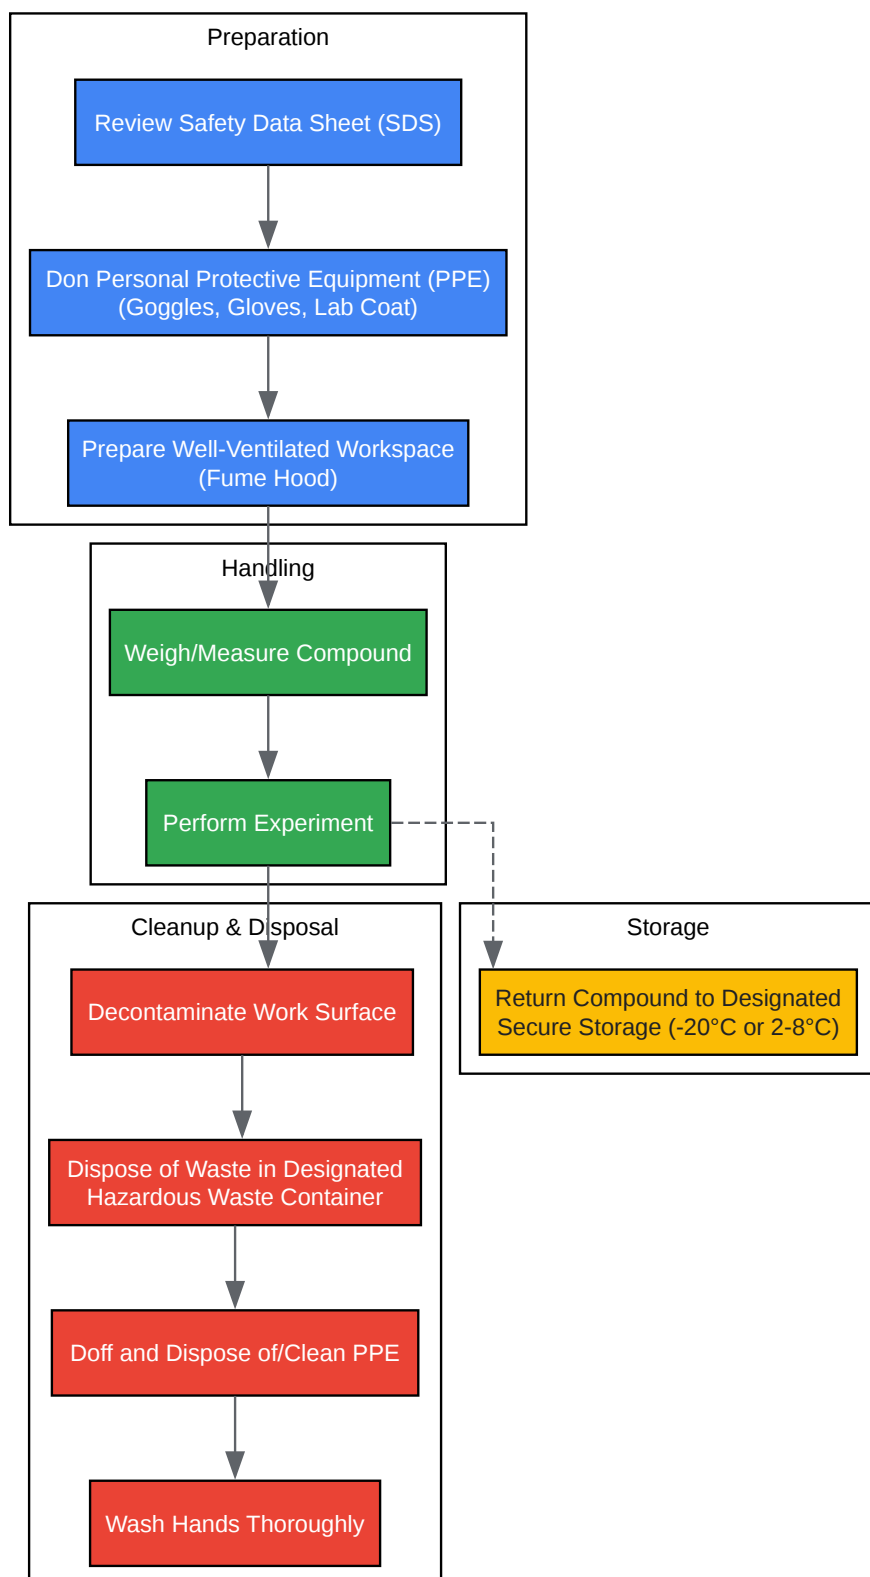 Preparation
Review Safety Data Sheet (SDS)
Don Personal Protective Equipment (PPE)
(Goggles, Gloves, Lab Coat)
Prepare Well-Ventilated Workspace
(Fume Hood)
Handling
Weigh/Measure Compound
Perform Experiment
Cleanup & Disposal
Decontaminate Work Surface
Dispose of Waste in Designated
Hazardous Waste Container
Doff and Dispose of/Clean PPE
Wash Hands Thoroughly
Storage
Return Compound to Designated
Secure Storage (-20°C or 2-8°C)